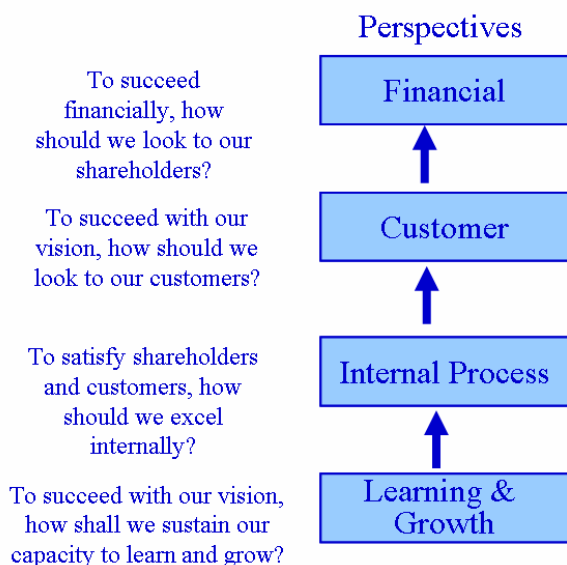 Perspectives
To succeed
financially, how
should we look to our
shareholders?
Financial
To succeed with our
vision, how should we
look to our customers?
Customer
To satisfy shareholders
and customers, how
should we excel
internally?
Internal Process
To succeed with our vision,
how shall we sustain our
capacity to learn and grow?
Learning &
Growth